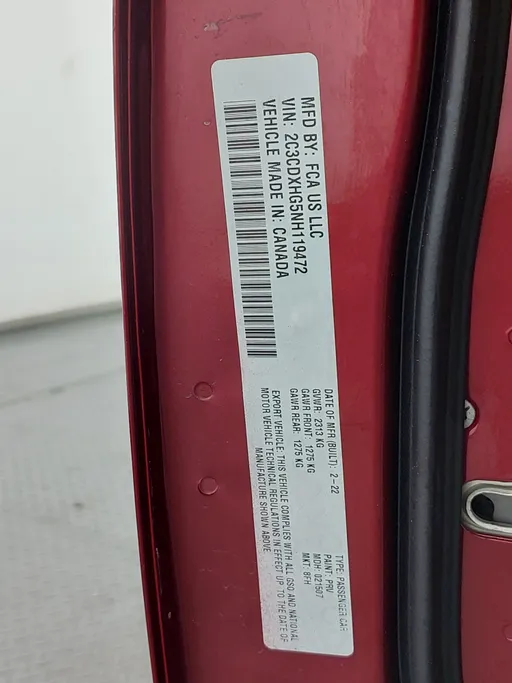 MFD BY: FCA US LLC
VIN: 2C3CDXHG5NH119472
VEHICLE MADE IN: CANADA
DATE OF MFR.(BUILT): 2-22
GVWR: 2313 KG
GAWR FRONT: 1275 KG
GAWR REAR: 1275 KG
TYPE: PASSENGER CAR
PAINT: PRV
MDH: 021507
MKT: BFH
EXPORT VEHICLE: THIS VEHICLE COMPLIES WITH ALL GSO AND NATIONAL
MOTOR VEHICLE TECHNICAL REGULATIONS IN EFFECT UP TO THE DATE OF
MANUFACTURE SHOWN ABOVE.